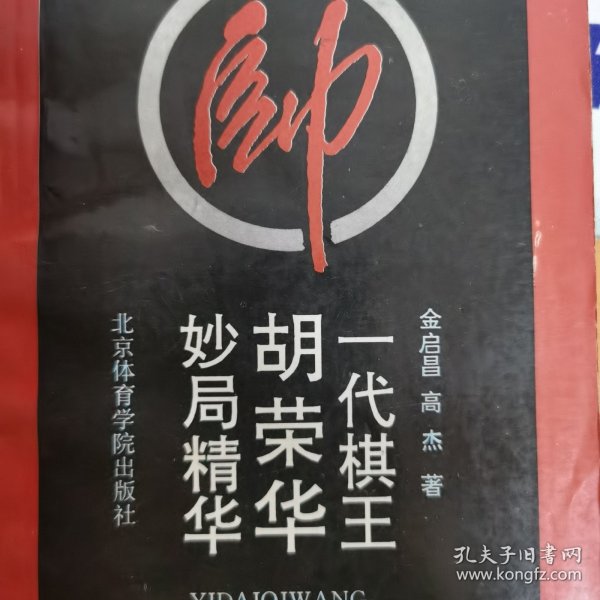 帥
金启昌 高杰 著
一代棋王
胡荣华
妙局精华
北京体育学院出版社
YIDAIQIWANG
孔夫子旧书网
www.kongfz.com